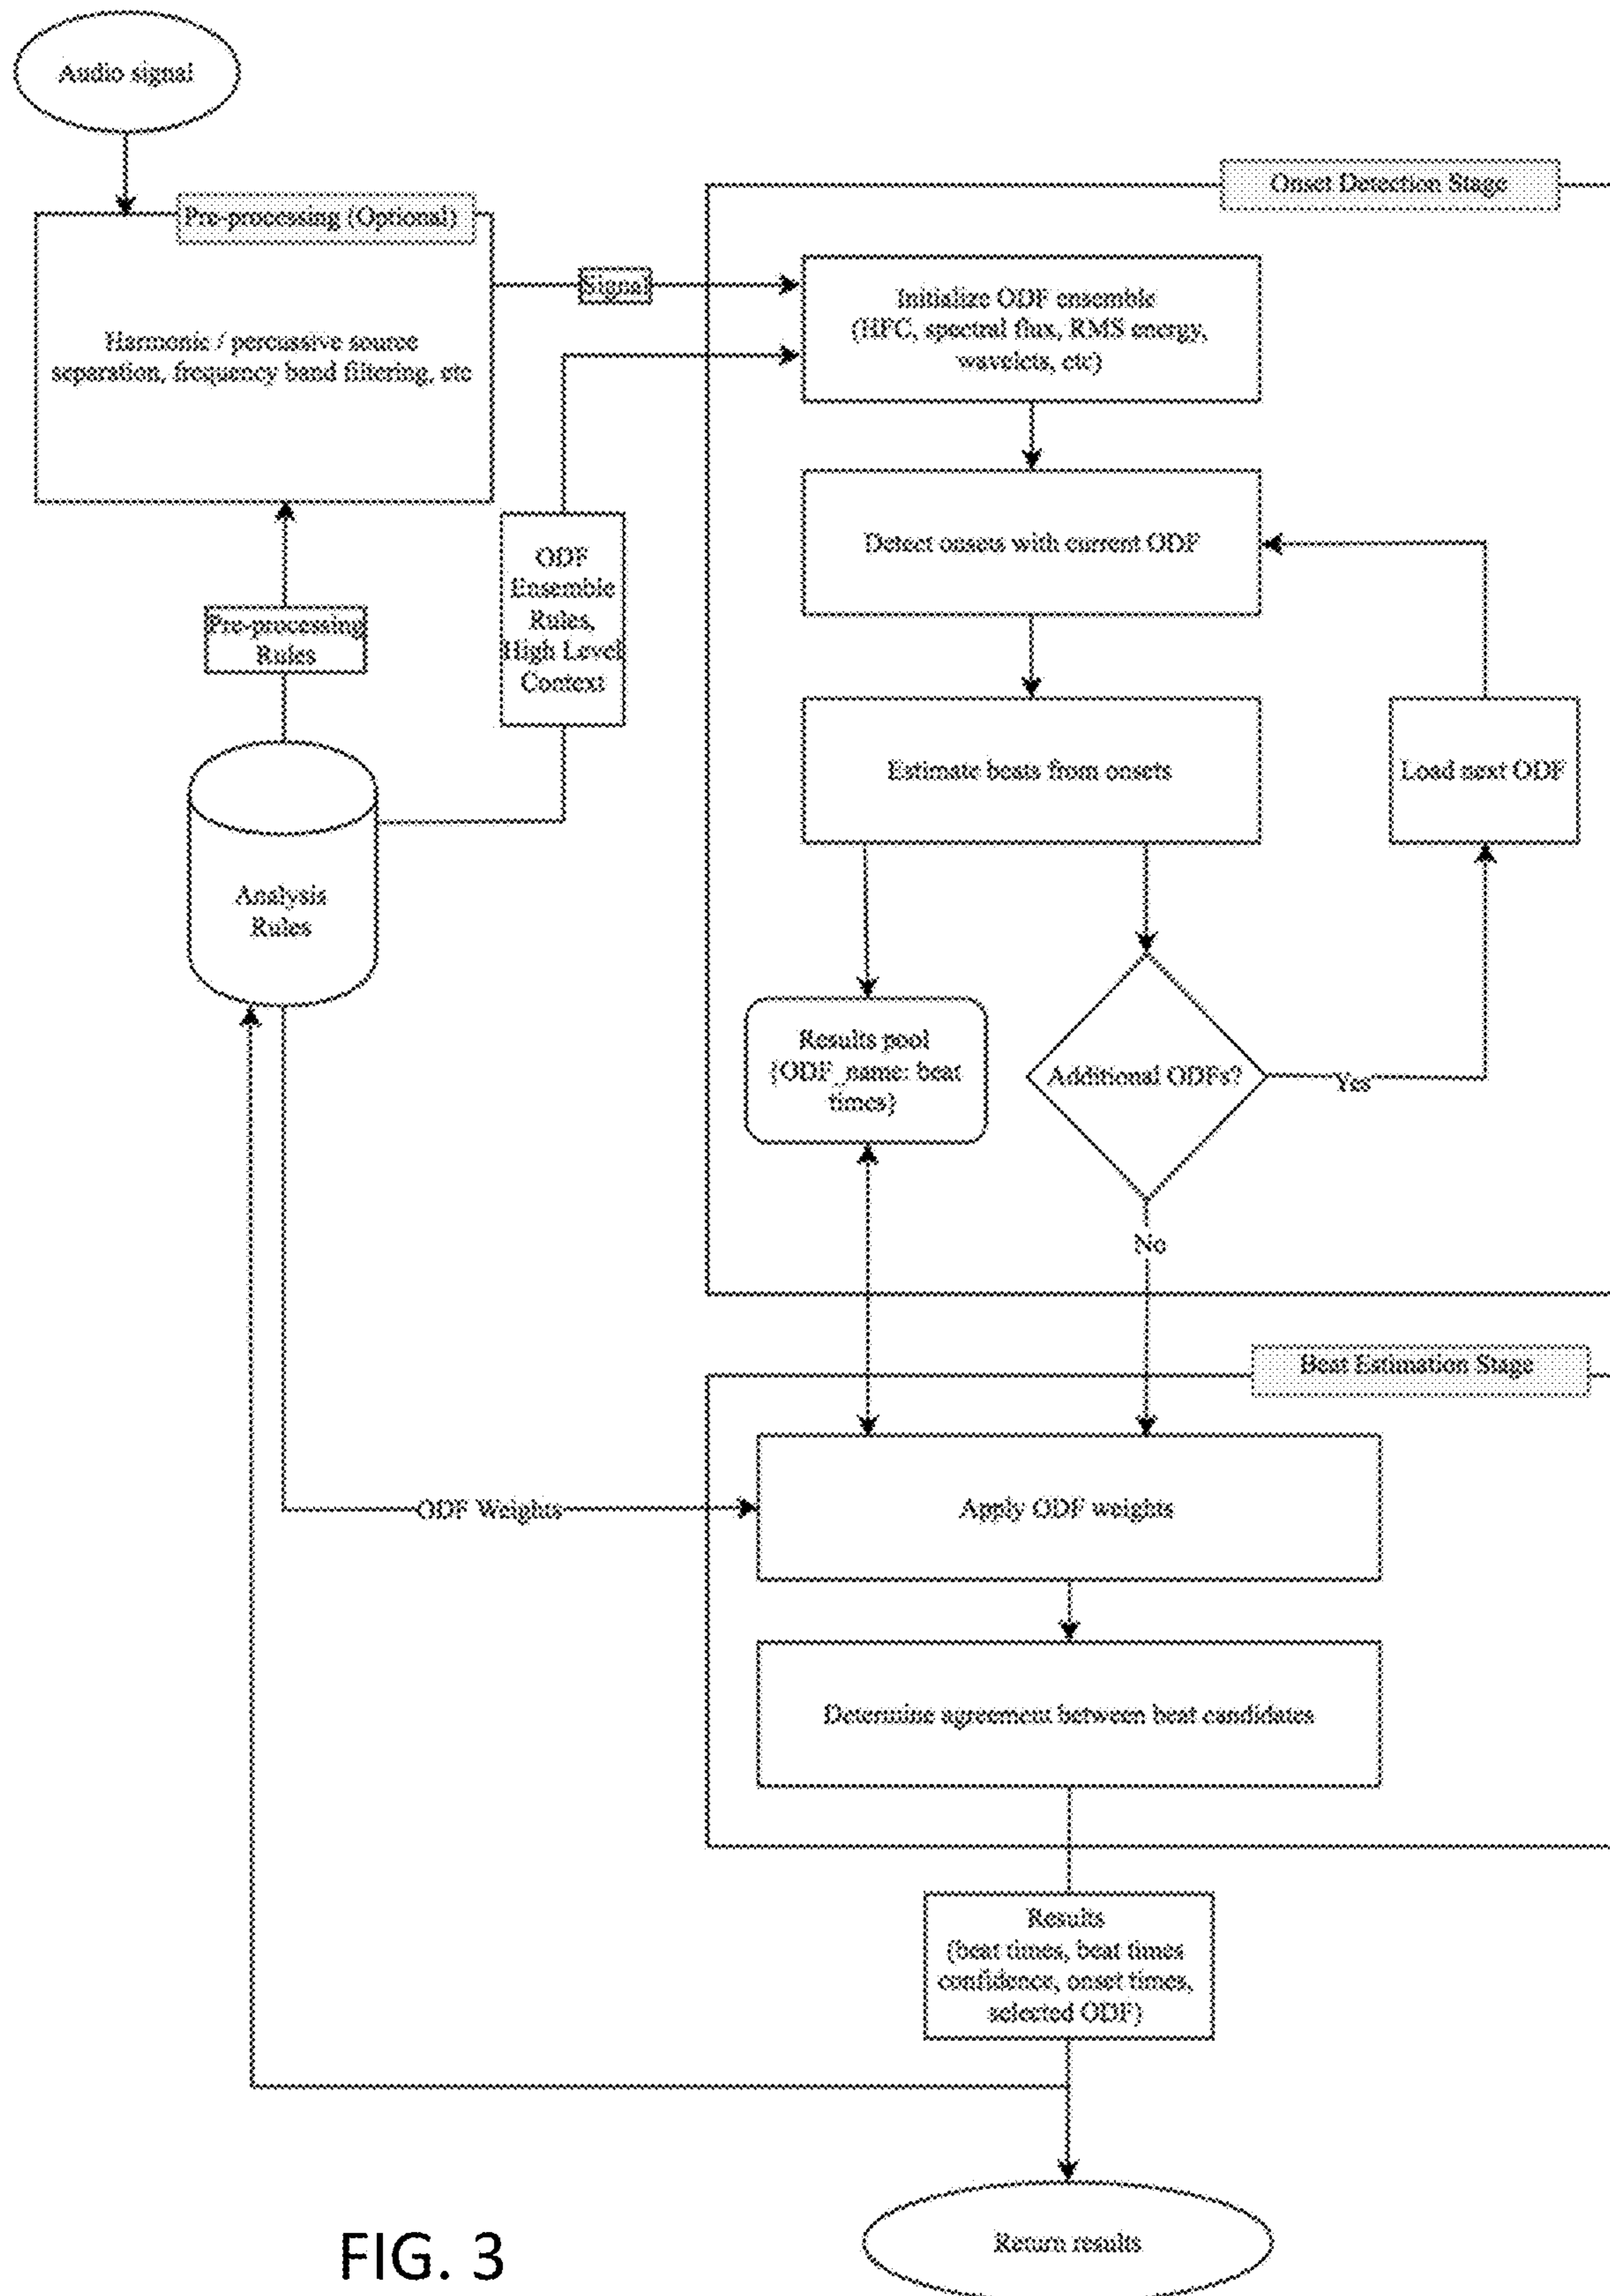 Audio signal
Onset Detection Stage
Pre-processing (Optional)
Signal
Initialize ODF ensemble
(HFC, spectral flux, RMS energy,
wavelets, etc)
Harmonic / percussive source
separation, frequency band filtering, etc
Detect onsets with current ODF
ODF
Ensemble
Rules,
High Level
Context
Pre-processing
Rules
Estimate beats from onsets
Load next ODF
Analysis
Rules
Results pool
{ODF_name: beat
times}
Additional ODFs?
Yes
No
Beat Estimation Stage
ODF Weights
Apply ODF weights
Determine agreement between beat candidates
Results
(beat times, beat times
confidence, onset times,
selected ODF)
Return results
FIG. 3